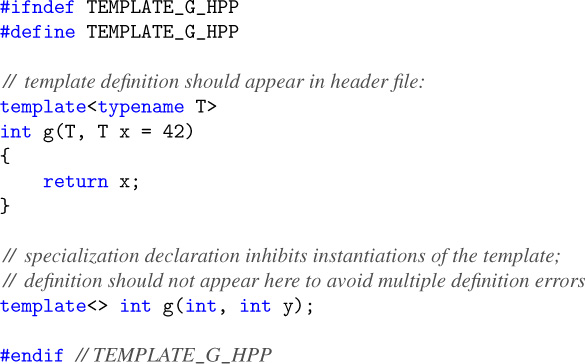 #ifndef TEMPLATE_G_HPP
#define TEMPLATE_G_HPP
// template definition should appear in header file:
template<typename T>
int g(T, T x = 42)
{
return x;
}
// specialization declaration inhibits instantiations of the template;
// definition should not appear here to avoid multiple definition errors
template<> int g(int, int y);
#endif // TEMPLATE_G_HPP